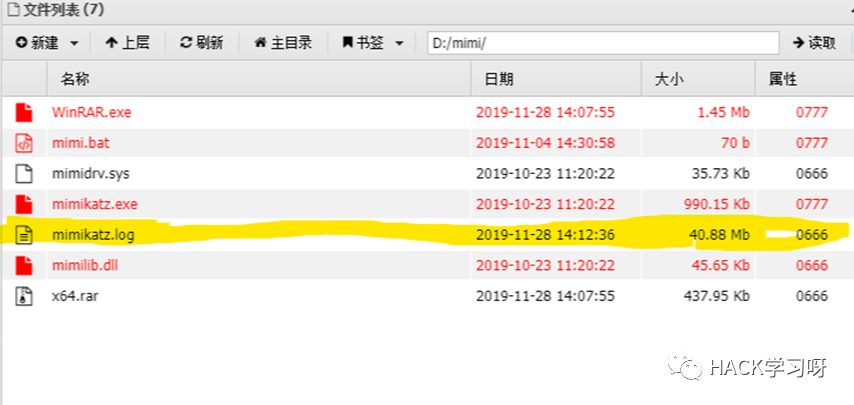 文件列表 (7)
新建 上层 刷新 主目录 书签 D:/mimi/ 读取
名称 日期 大小 属性
WinRAR.exe 2019-11-28 14:07:55 1.45 Mb 0777
mimi.bat 2019-11-04 14:30:58 70 b 0777
mimidrv.sys 2019-10-23 11:20:22 35.73 Kb 0666
mimikatz.exe 2019-10-23 11:20:22 990.15 Kb 0777
mimikatz.log 2019-11-28 14:12:36 40.88 Mb 0666
mimilib.dll 2019-10-23 11:20:22 45.65 Kb 0666
x64.rar 2019-11-28 14:07:55 437.95 Kb 0666
HACK学习呀